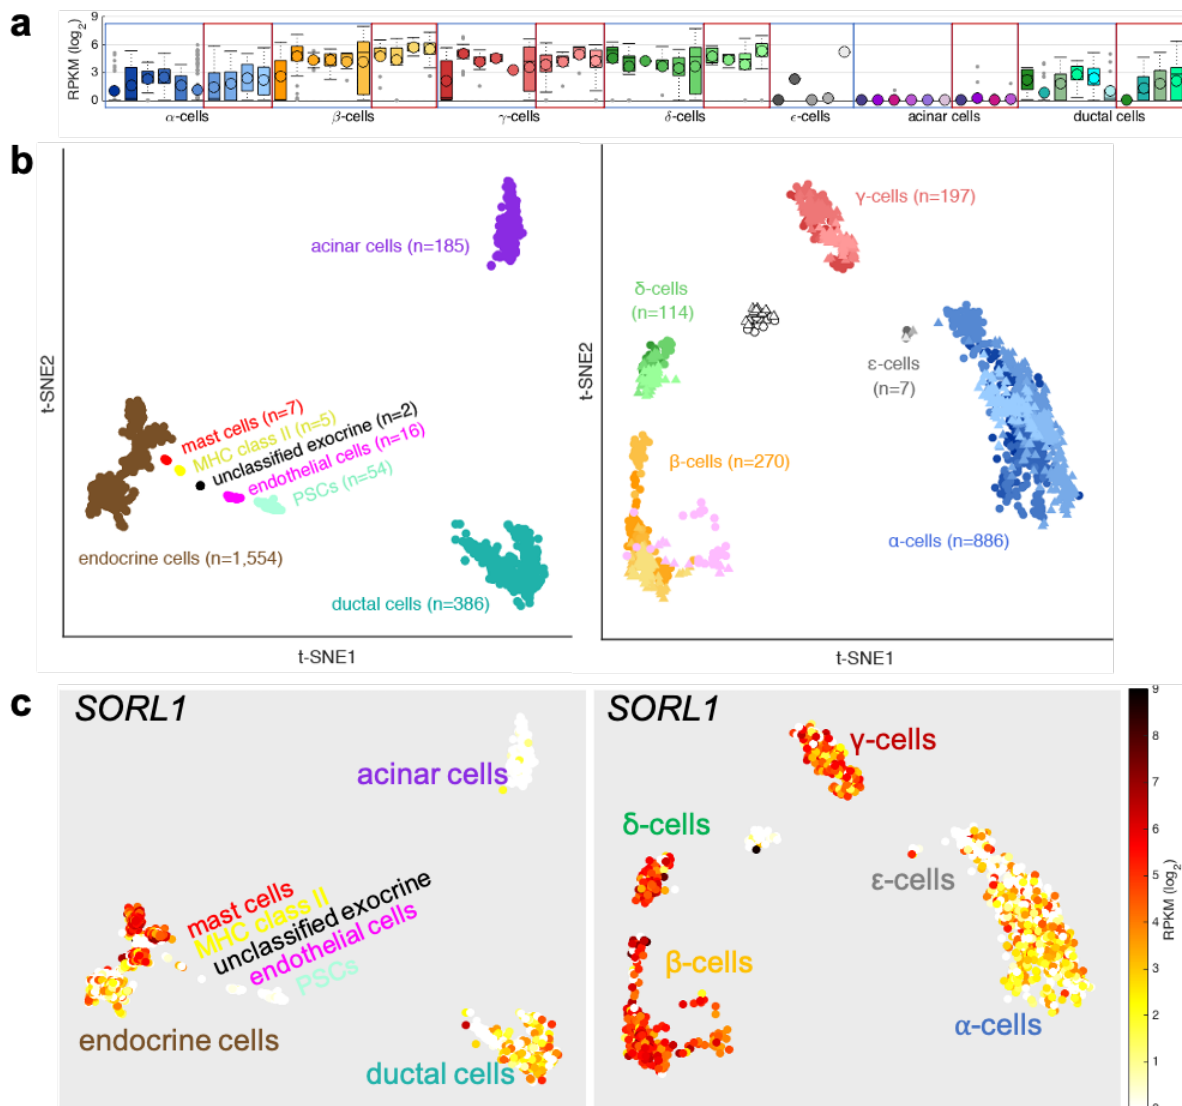 a
RPKM (log2)
9
6
3
0
α-cells
β-cells
γ-cells
δ-cells
ϵ-cells
acinar cells
ductal cells
b
t-SNE2
acinar cells (n=185)
mast cells (n=7)
MHC class II (n=5)
unclassified exocrine (n=2)
endothelial cells (n=16)
PSCs (n=54)
endocrine cells (n=1,554)
ductal cells (n=386)
t-SNE1
t-SNE2
γ-cells (n=197)
δ-cells
(n=114)
ε-cells
(n=7)
β-cells (n=270)
α-cells (n=886)
t-SNE1
c
SORL1
acinar cells
mast cells
MHC class II
unclassified exocrine
endothelial cells
PSCs
endocrine cells
ductal cells
SORL1
γ-cells
δ-cells
ε-cells
β-cells
α-cells
9
8
7
6
5
4
3
2
1
RPKM (log2)